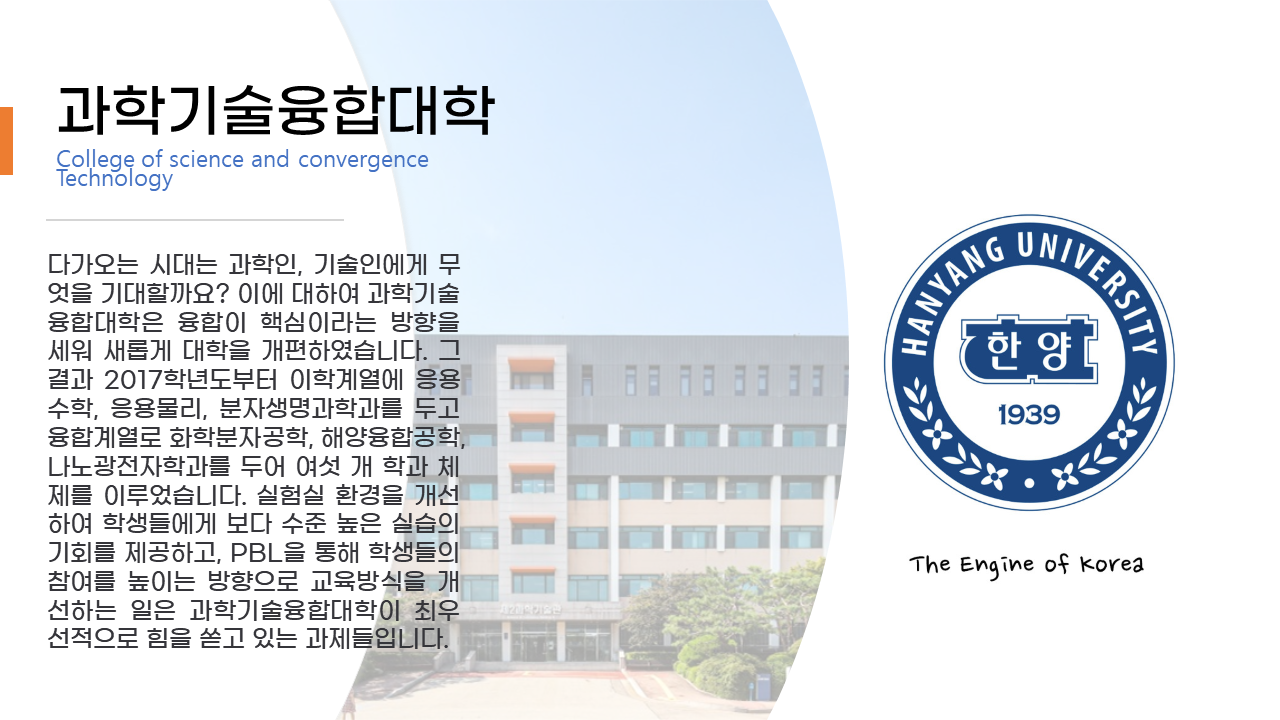 과학기술융합대학
College of science and convergence
Technology
다가오는 시대는 과학인, 기술인에게 무
엇을 기대할까요? 이에 대하여 과학기술
융합대학은 융합이 핵심이라는 방향을
세워 새롭게 대학을 개편하였습니다. 그
결과 2017학년도부터 이학계열에 응용
수학, 응용물리, 분자생명과학과를 두고
융합계열로 화학분자공학, 해양융합공학,
나노광전자학과를 두어 여섯 개 학과 체
제를 이루었습니다. 실험실 환경을 개선
하여 학생들에게 보다 수준 높은 실습의
기회를 제공하고, PBL을 통해 학생들의
참여를 높이는 방향으로 교육방식을 개
선하는 일은 과학기술융합대학이 최우
선적으로 힘을 쏟고 있는 과제들입니다.
제2과학기술관
HANYANG UNIVERSITY
한양
1939
The Engine of Korea